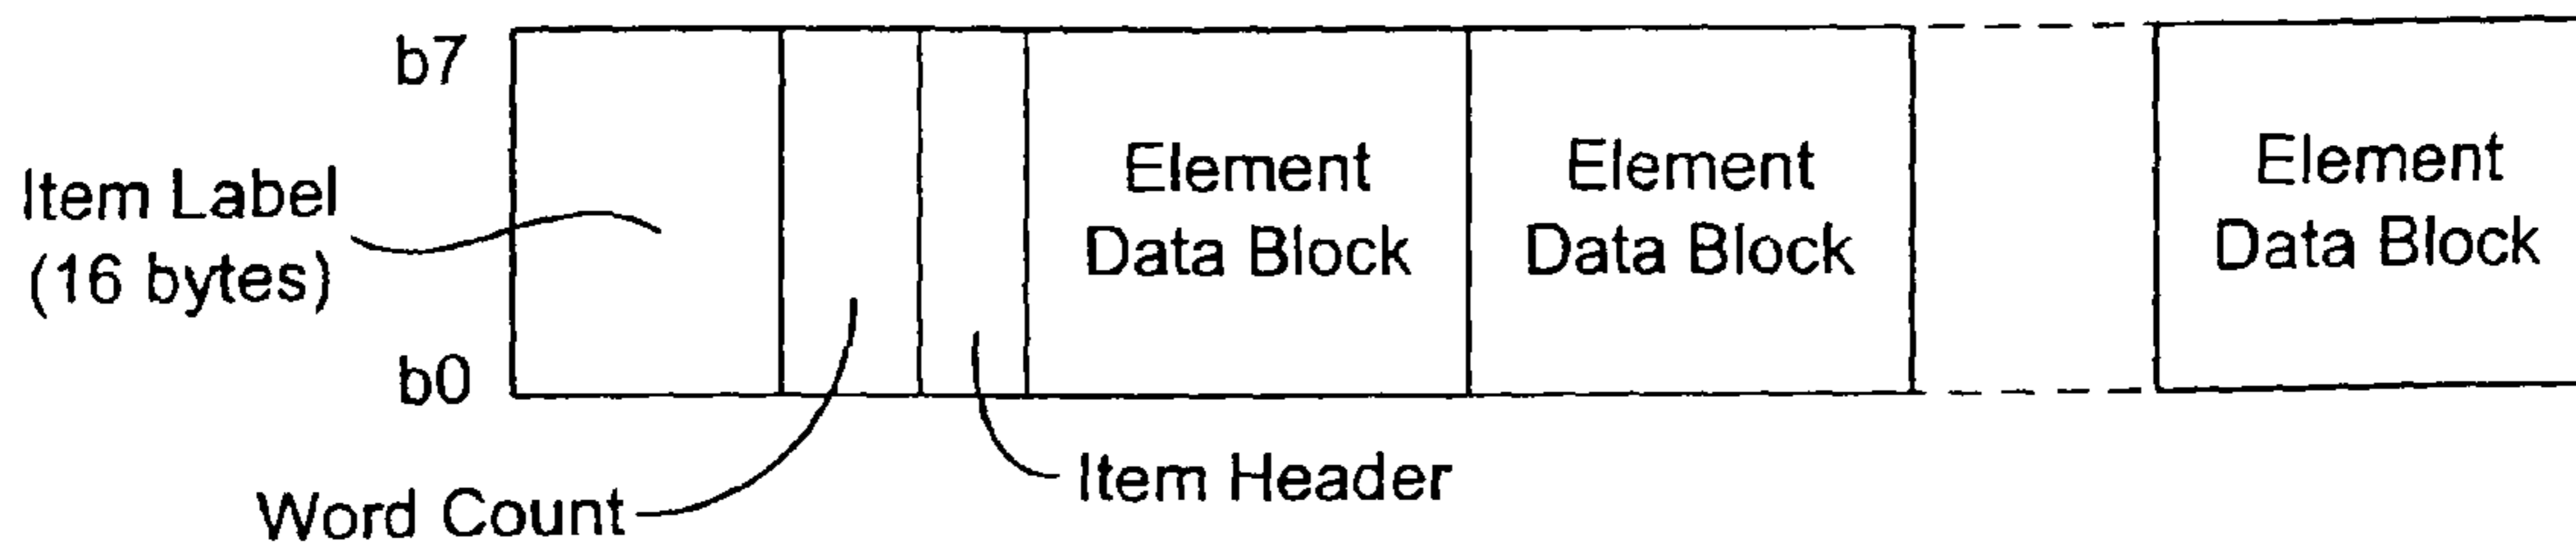 b7
Item Label
(16 bytes)
b0
Element
Data Block
Element
Data Block
Element
Data Block
Word Count
Item Header